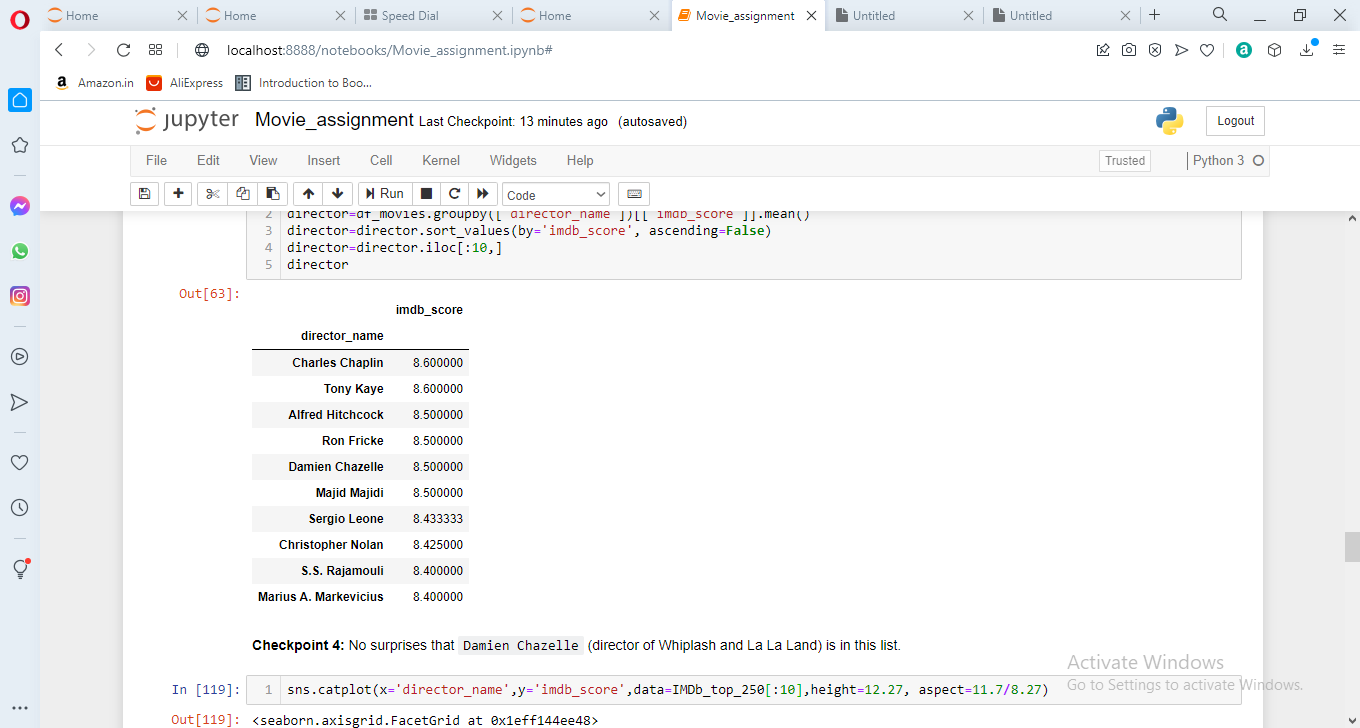 Home
Home
Speed Dial
Home
Movie_assignment
Untitled
Untitled
localhost:8888/notebooks/Movie_assignment.ipynb#
a Amazon.in
AliExpress
Introduction to Boo...
jupyter Movie_assignment Last Checkpoint: 13 minutes ago (autosaved)
Logout
File Edit View Insert Cell Kernel Widgets Help
Trusted
Python 3
Run
Code
2 director=df_movies.groupby(['director_name'])[['imdb_score']].mean()
3 director=director.sort_values(by='imdb_score', ascending=False)
4 director=director.iloc[:10,]
5 director
Out[63]:
imdb_score
director_name
Charles Chaplin 8.600000
Tony Kaye 8.600000
Alfred Hitchcock 8.500000
Ron Fricke 8.500000
Damien Chazelle 8.500000
Majid Majidi 8.500000
Sergio Leone 8.433333
Christopher Nolan 8.425000
S.S. Rajamouli 8.400000
Marius A. Markevicius 8.400000
Checkpoint 4: No surprises that Damien Chazelle (director of Whiplash and La La Land) is in this list.
Activate Windows
Go to Settings to activate Windows.
In [119]: 1 sns.catplot(x='director_name',y='imdb_score',data=IMDb_top_250[:10],height=12.27, aspect=11.7/8.27)
Out[119]: <seaborn.axisgrid.FacetGrid at 0x1eff144ee48>